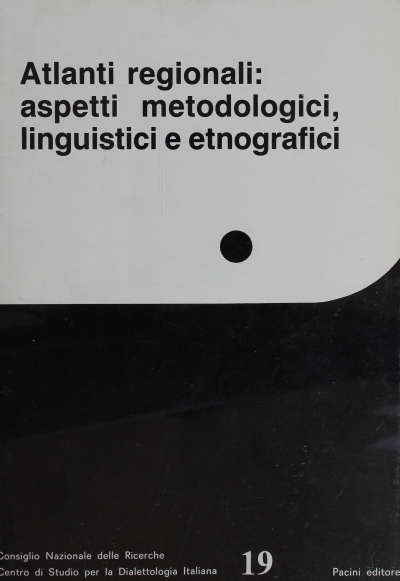 Atlanti regionali:
aspetti metodologici,
linguistici e etnografici
Consiglio Nazionale delle Ricerche
Centro di Studio per la Dialettologia Italiana
19
Pacini editore